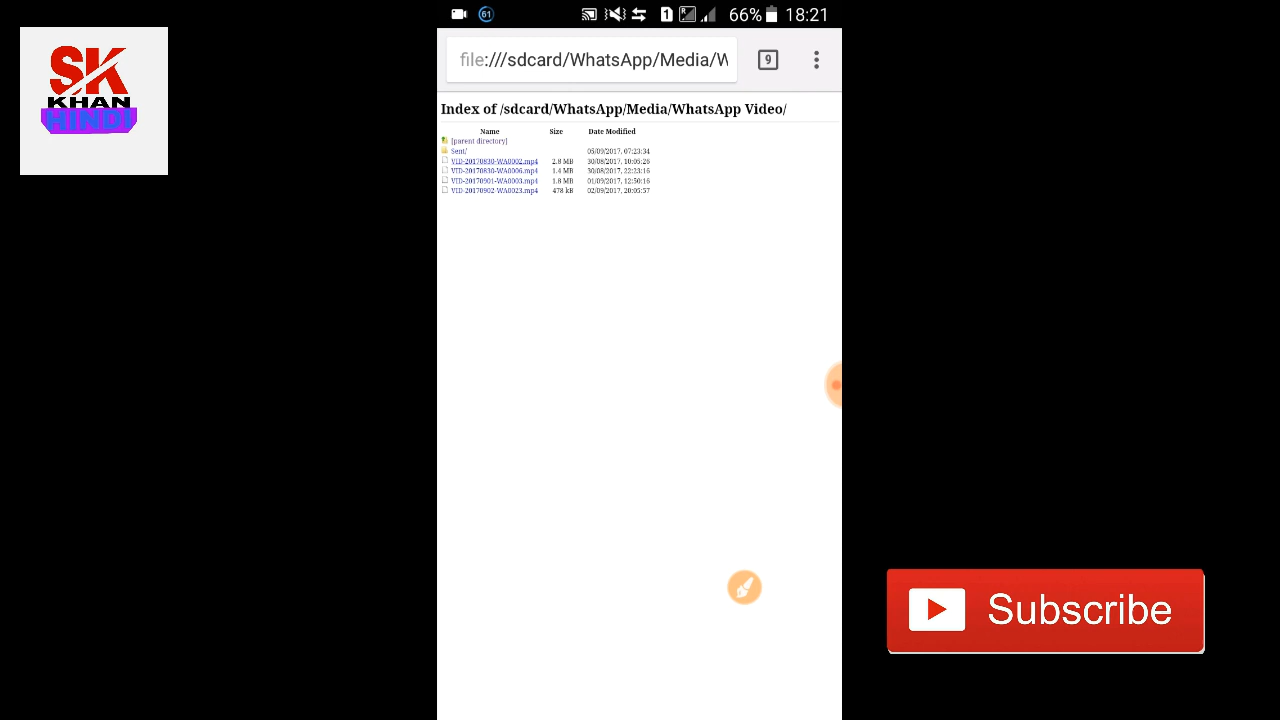 SK
KHAN
HINDI
61
1
R
66%
18:21
file:///sdcard/WhatsApp/Media/W
9
Index of /sdcard/WhatsApp/Media/WhatsApp Video/
Name Size Date Modified
[parent directory]
Sent/ 05/09/2017, 07:23:34
VID-20170830-WA0002.mp4 2.8 MB 30/08/2017, 10:05:26
VID-20170830-WA0006.mp4 1.4 MB 30/08/2017, 22:23:16
VID-20170901-WA0003.mp4 1.8 MB 01/09/2017, 12:50:16
VID-20170902-WA0023.mp4 478 kB 02/09/2017, 20:05:57
Subscribe